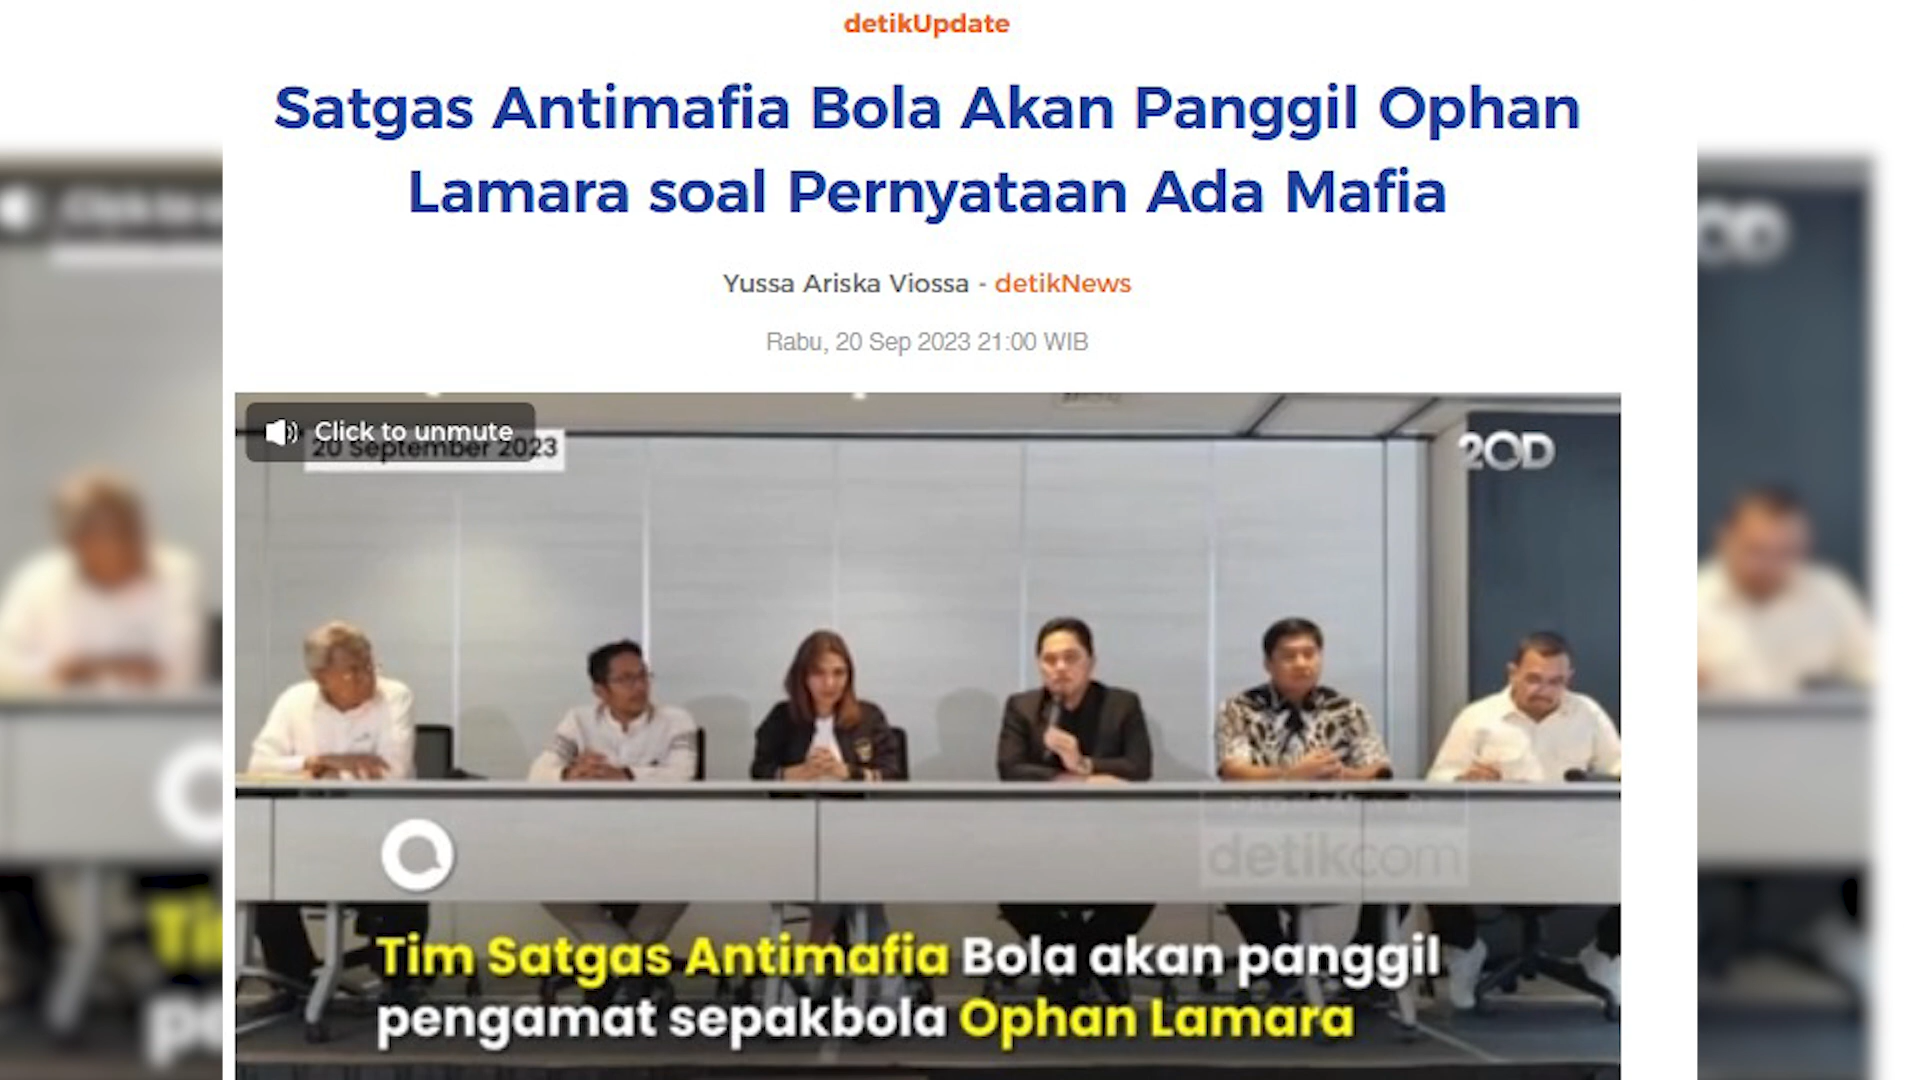 detikUpdate
Satgas Antimafia Bola Akan Panggil Ophan
Lamara soal Pernyataan Ada Mafia
Yussa Ariska Viossa - detikNews
Rabu, 20 Sep 2023 21:00 WIB
Click to unmute
20 September 2023
20D
detikcom
Tim Satgas Antimafia Bola akan panggil
pengamat sepakbola Ophan Lamara